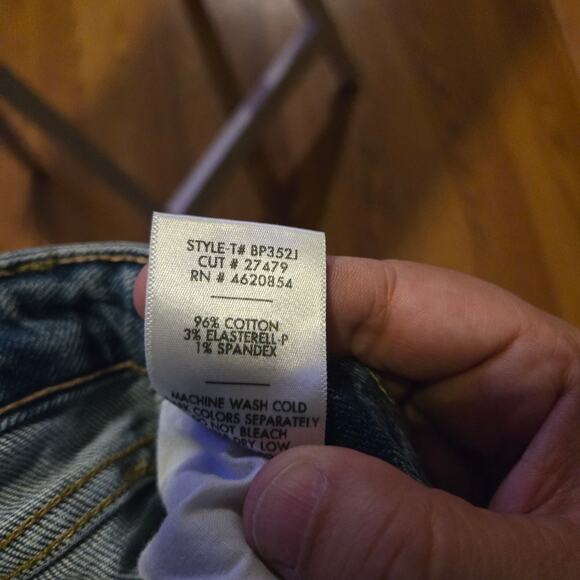 STYLE-T# BP352J
CUT # 27479
RN # 4620854
96% COTTON
3% ELASTERELL-P
1% SPANDEX
MACHINE WASH COLD
COLORS SEPARATELY
NOT BLEACH
DRY LOW